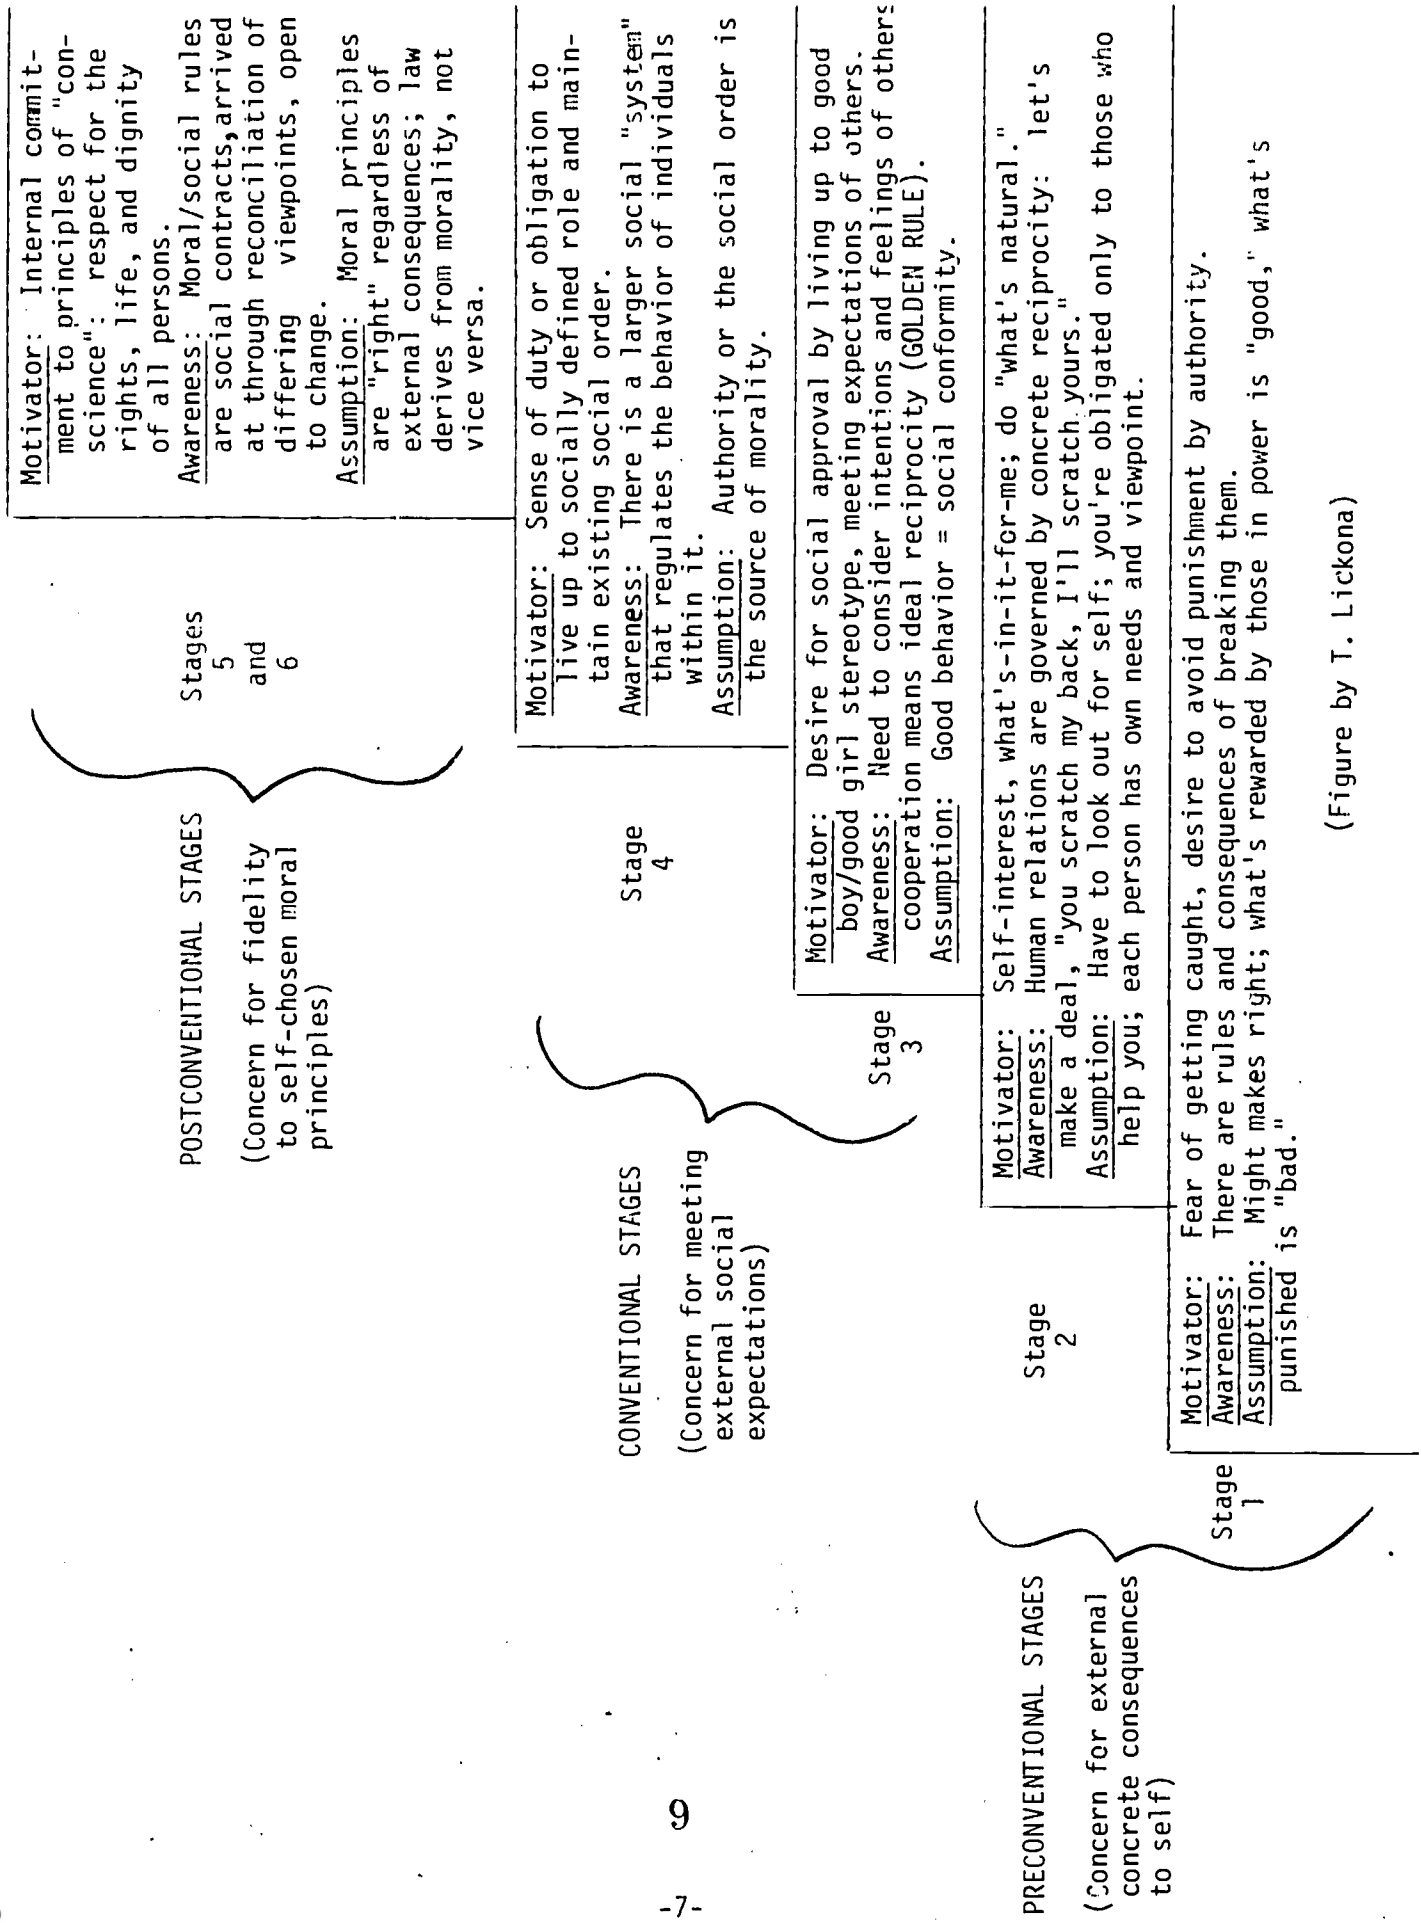 POSTCONVENTIONAL STAGES
(Concern for fidelity
to self-chosen moral
principles)
Stages
5
and
6
Motivator: Internal commit-
ment to principles of "con-
science": respect for the
rights, life, and dignity
of all persons.
Awareness: Moral/social rules
are social contracts,arrived
at through reconciliation of
differing viewpoints, open
to change.
Assumption: Moral principles
are "right" regardless of
external consequences; law
derives from morality, not
vice versa.
CONVENTIONAL STAGES
(Concern for meeting
external social
expectations)
Stage
4
Motivator: Sense of duty or obligation to
live up to socially defined role and main-
tain existing social order.
Awareness: There is a larger social "system"
that regulates the behavior of individuals
within it.
Assumption: Authority or the social order is
the source of morality.
Stage
3
Motivator: Desire for social approval by living up to good
boy/good girl stereotype, meeting expectations of others.
Awareness: Need to consider intentions and feelings of others
cooperation means ideal reciprocity (GOLDEN RULE).
Assumption: Good behavior = social conformity.
PRECONVENTIONAL STAGES
(Concern for external
concrete consequences
to self)
Stage
2
Motivator: Self-interest, what's-in-it-for-me; do "what's natural."
Awareness: Human relations are governed by concrete reciprocity: let's
make a deal, "you scratch my back, I'll scratch yours."
Assumption: Have to look out for self; you're obligated only to those who
help you; each person has own needs and viewpoint.
Stage
1
Motivator: Fear of getting caught, desire to avoid punishment by authority.
Awareness: There are rules and consequences of breaking them.
Assumption: Might makes right; what's rewarded by those in power is "good," what's
punished is "bad."
(Figure by T. Lickona)
9
-7-